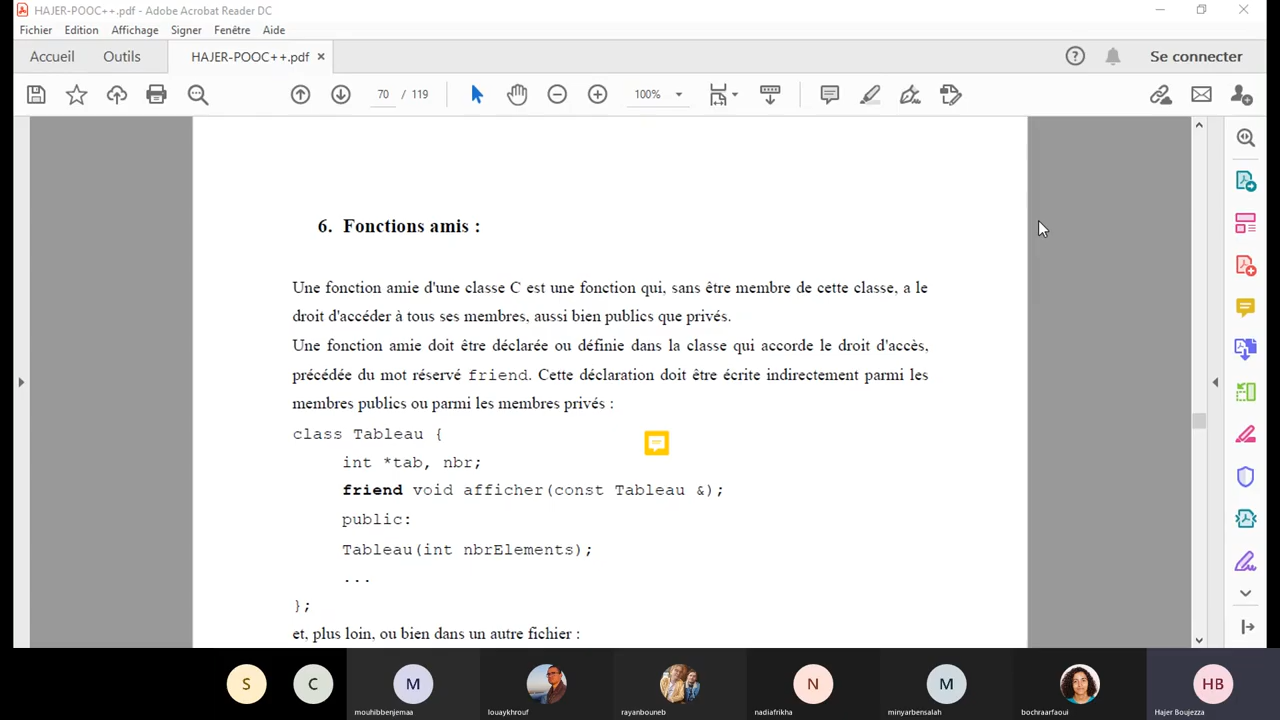 HAJER-POOC++.pdf - Adobe Acrobat Reader DC
Fichier Edition Affichage Signer Fenêtre Aide
Accueil Outils HAJER-POOC++.pdf × Se connecter
70 / 119 100%
6. Fonctions amis :
Une fonction amie d'une classe C est une fonction qui, sans être membre de cette classe, a le
droit d'accéder à tous ses membres, aussi bien publics que privés.
Une fonction amie doit être déclarée ou définie dans la classe qui accorde le droit d'accès,
précédée du mot réservé friend. Cette déclaration doit être écrite indirectement parmi les
membres publics ou parmi les membres privés :
class Tableau {
int *tab, nbr;
friend void afficher(const Tableau &);
public:
Tableau(int nbrElements);
...
};
et, plus loin, ou bien dans un autre fichier :
S C M N M HB
mouhibbenjemaa louaykhrouf rayanbouneb nadiafrikha minyarbensalah bochraarfaoui Hajer Boujezza